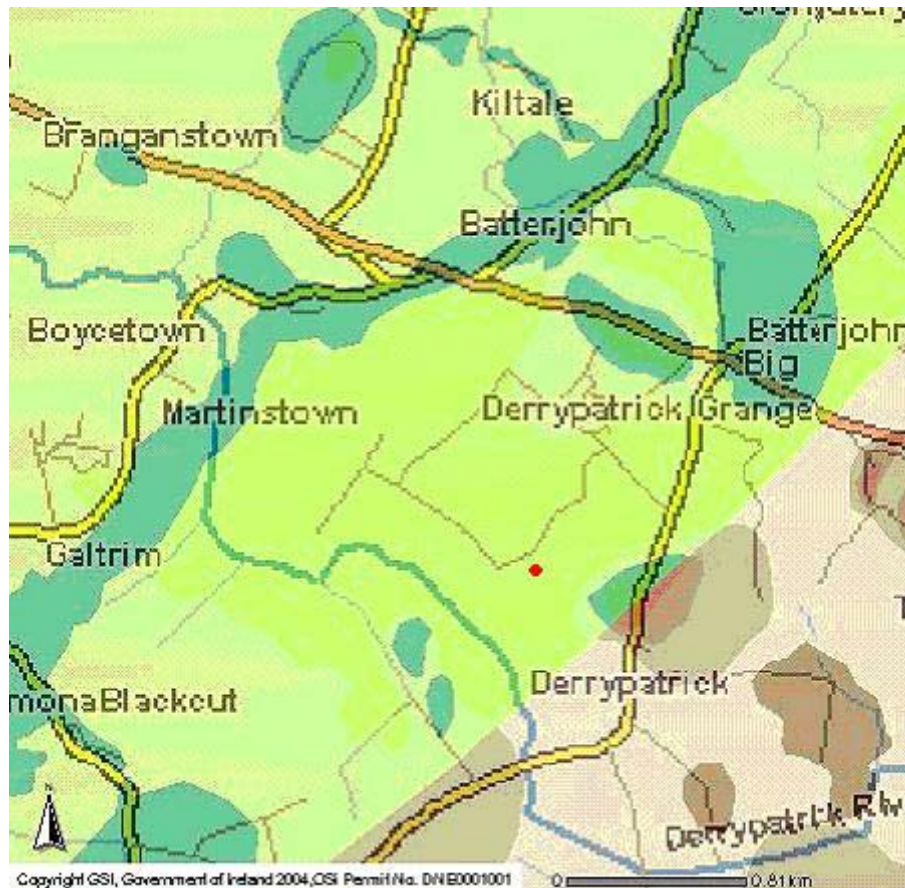 Kiltale
Branganstown
Batterjohn
Boycetown
Batterjohn
Big
Martinstown
Derrypatrick Grange
Galtrim
Derrypatrick
Blackcut
Derrypatrick Riv
Copyright GSI, Government of Ireland 2004,OSi Permit No. DNE0001001
0
0.81km